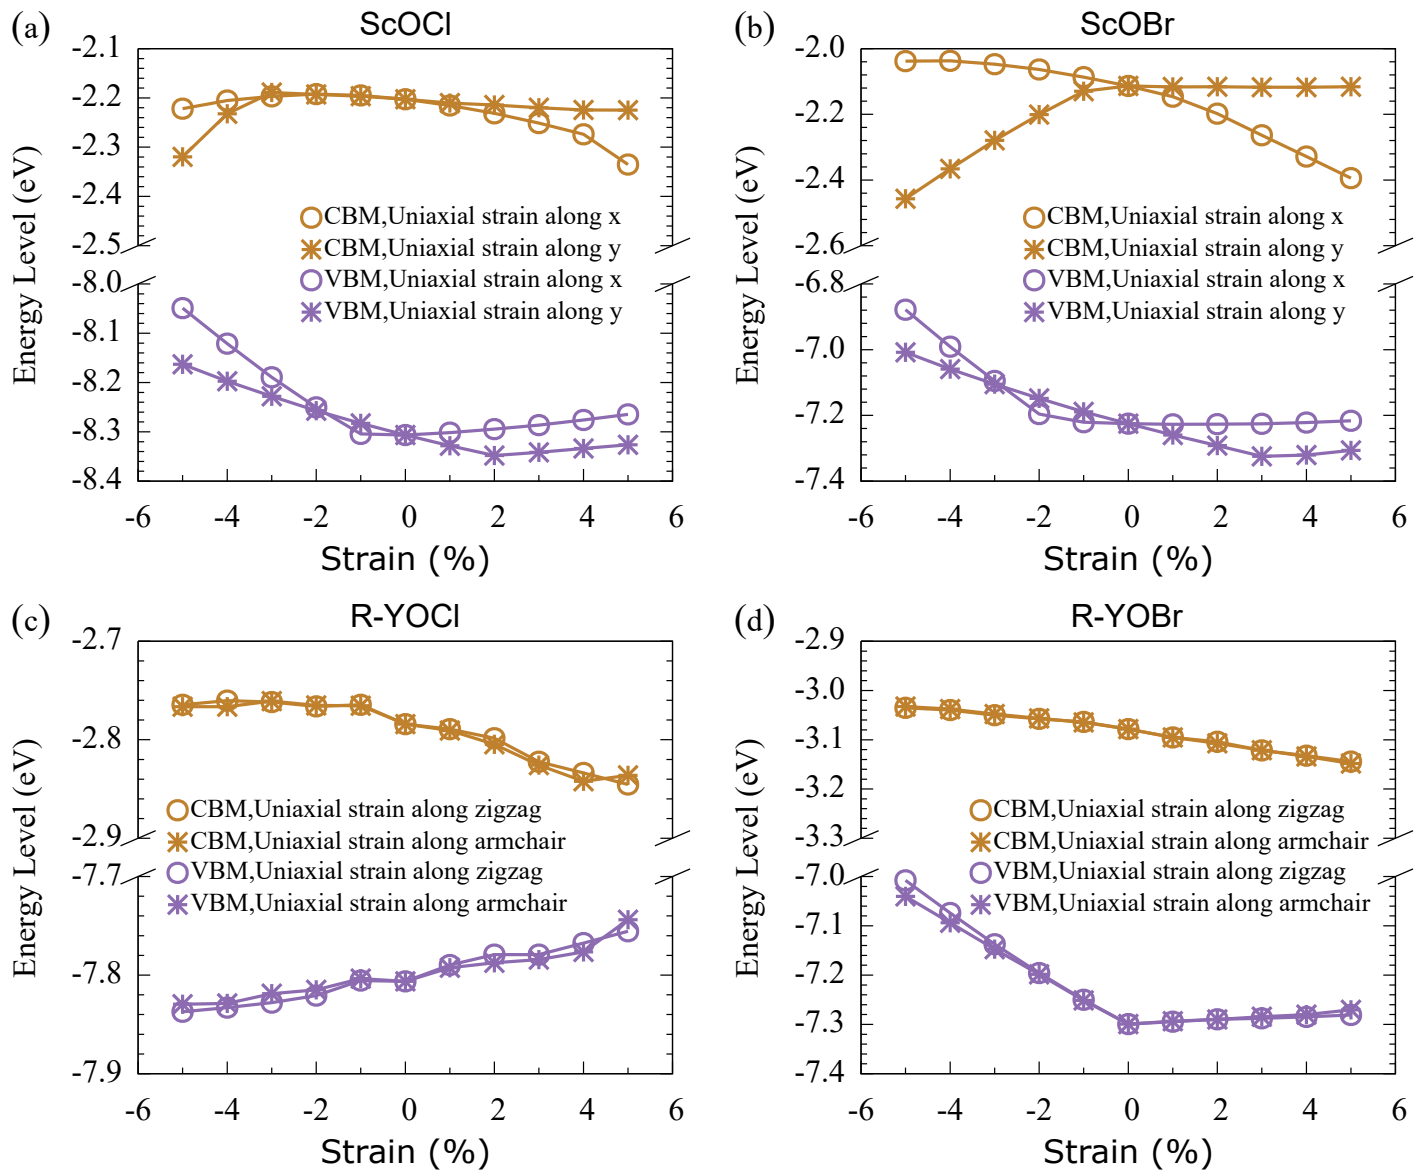 (a)
ScOCl
-2.1
-2.2
-2.3
-2.4
-2.5
Energy Level (eV)
CBM,Uniaxial strain along x
CBM,Uniaxial strain along y
VBM,Uniaxial strain along x
VBM,Uniaxial strain along y
-8.0
-8.1
-8.2
-8.3
-8.4
-6 -4 -2 0 2 4 6
Strain (%)
(b)
ScOBr
-2.0
-2.2
-2.4
-2.6
Energy Level (eV)
CBM,Uniaxial strain along x
CBM,Uniaxial strain along y
VBM,Uniaxial strain along x
VBM,Uniaxial strain along y
-6.8
-7.0
-7.2
-7.4
-6 -4 -2 0 2 4 6
Strain (%)
(c)
R-YOCl
-2.7
-2.8
-2.9
Energy Level (eV)
CBM,Uniaxial strain along zigzag
CBM,Uniaxial strain along armchair
VBM,Uniaxial strain along zigzag
VBM,Uniaxial strain along armchair
-7.7
-7.8
-7.9
-6 -4 -2 0 2 4 6
Strain (%)
(d)
R-YOBr
-2.9
-3.0
-3.1
-3.2
-3.3
Energy Level (eV)
CBM,Uniaxial strain along zigzag
CBM,Uniaxial strain along armchair
VBM,Uniaxial strain along zigzag
VBM,Uniaxial strain along armchair
-7.0
-7.1
-7.2
-7.3
-7.4
-6 -4 -2 0 2 4 6
Strain (%)